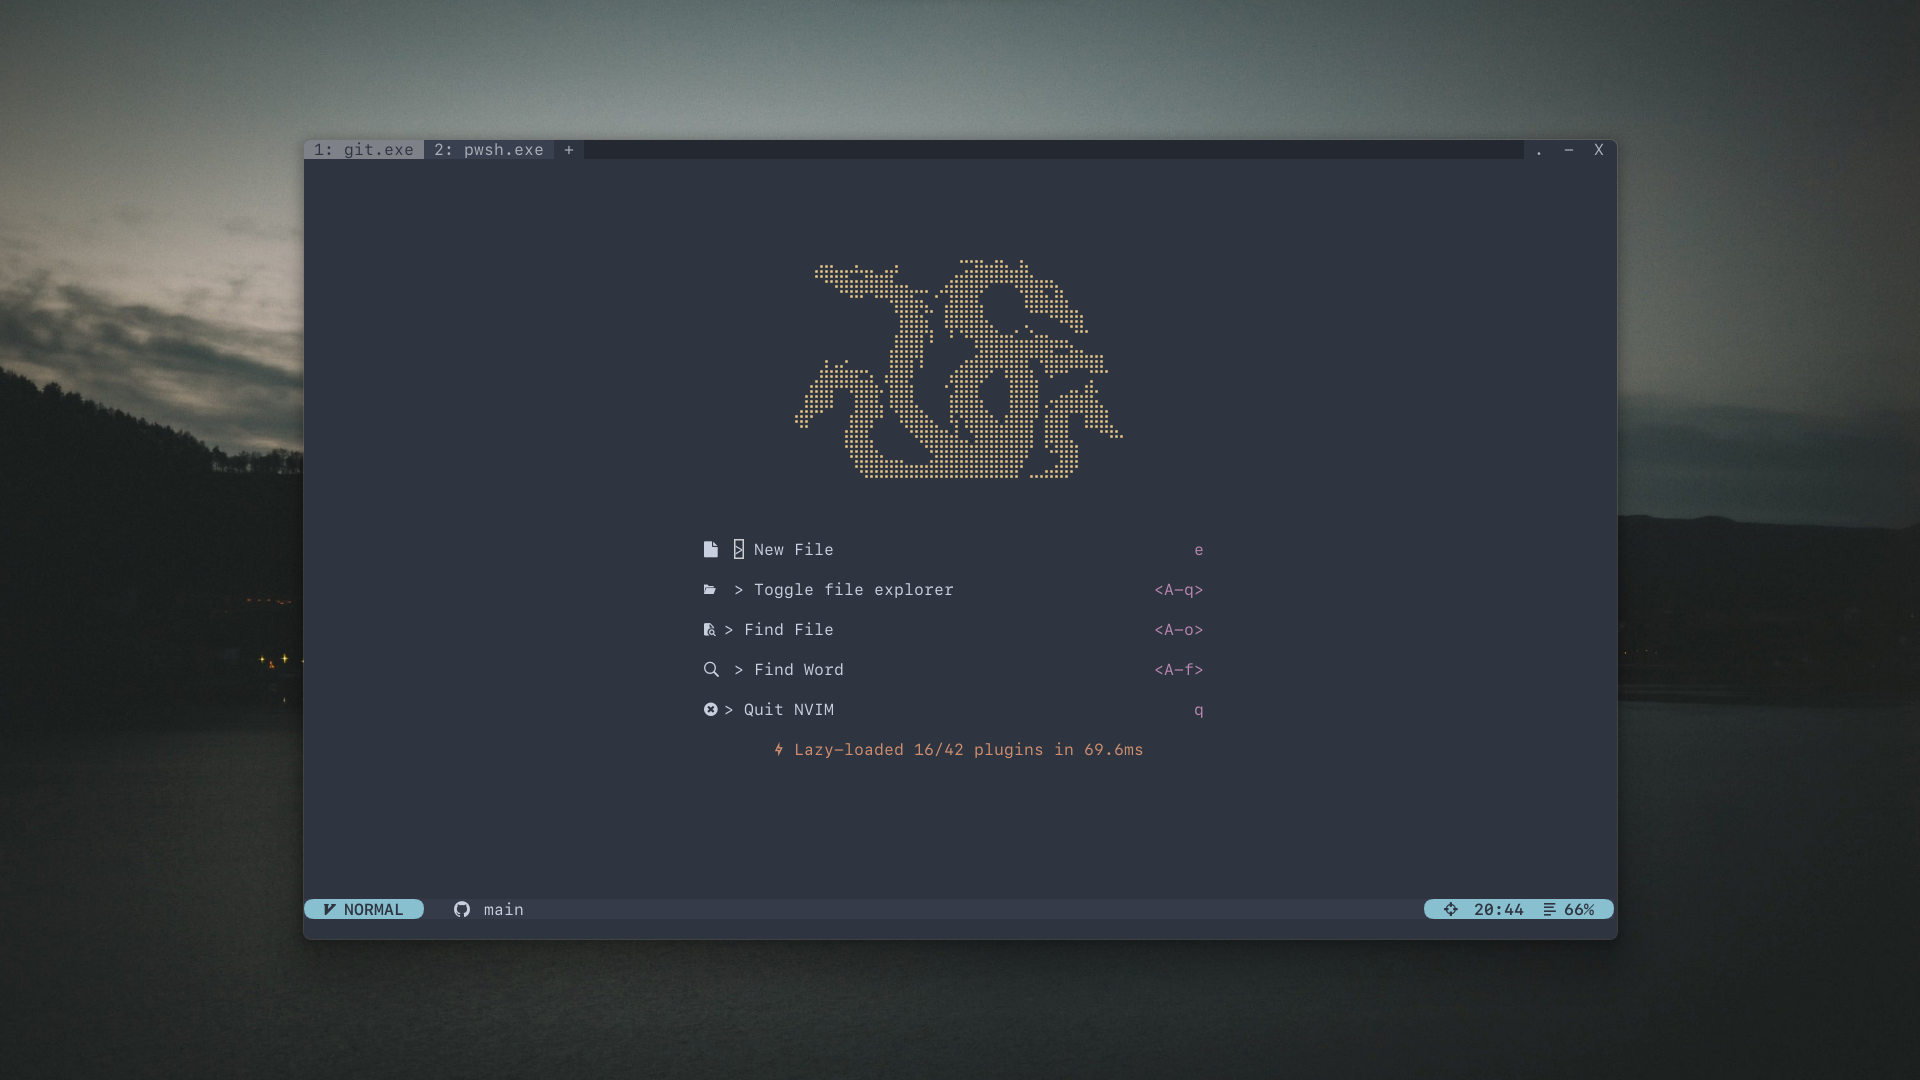 1: git.exe 2: pwsh.exe + . - X
> New File e
> Toggle file explorer <A-q>
> Find File <A-o>
> Find Word <A-f>
> Quit NVIM q
Lazy-loaded 16/42 plugins in 69.6ms
NORMAL main 20:44 66%